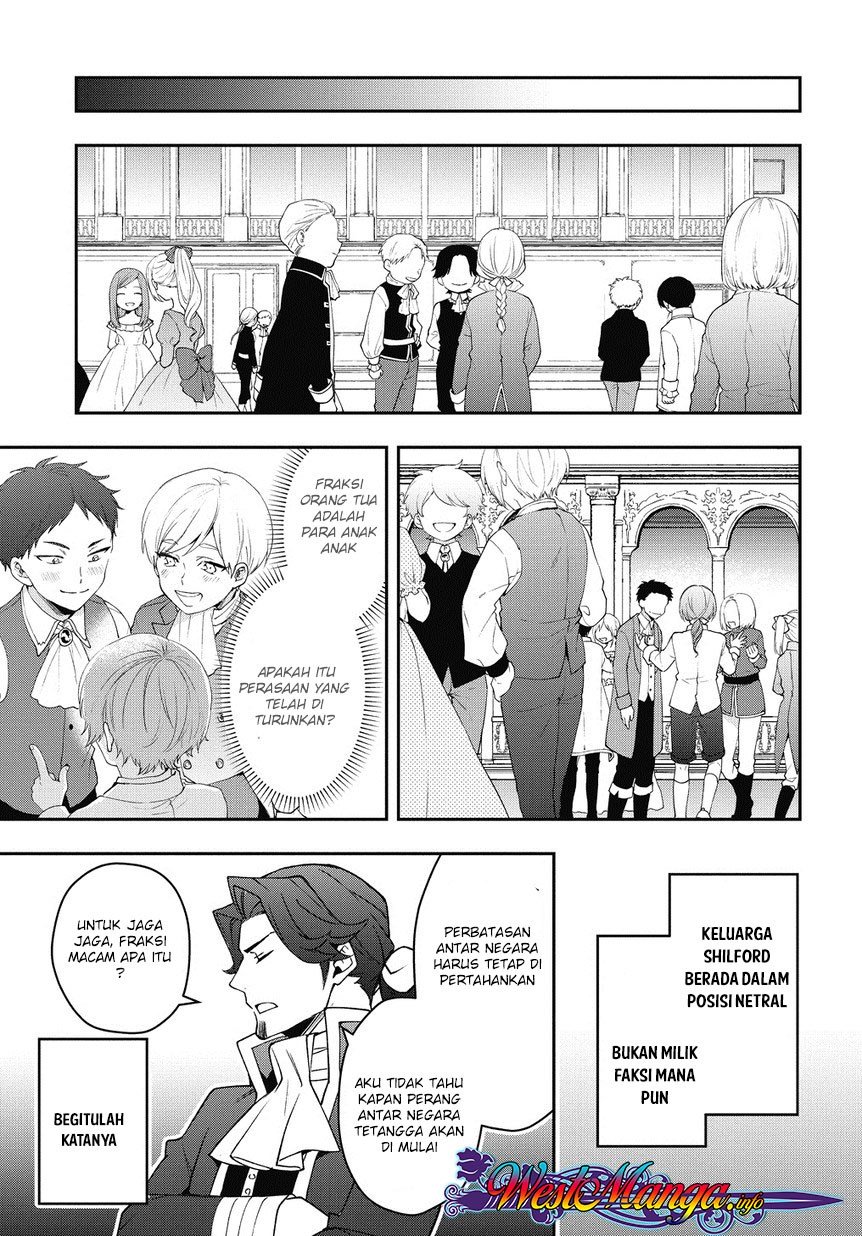 FRAKSI
ORANG TUA
ADALAH
PARA ANAK
ANAK
APAKAH ITU
PERASAAN YANG
TELAH DI
TURUNKAN?
KELUARGA
SHILFORD
BERADA DALAM
POSISI NETRAL
BUKAN MILIK
FAKSI MANA
PUN
PERBATASAN
ANTAR NEGARA
HARUS TETAP DI
PERTAHANKAN
AKU TIDAK TAHU
KAPAN PERANG
ANTAR NEGARA
TETANGGA AKAN
DI MULAI
UNTUK JAGA
JAGA, FRAKSI
MACAM APA ITU
?
BEGITULAH
KATANYA
WestManga.info